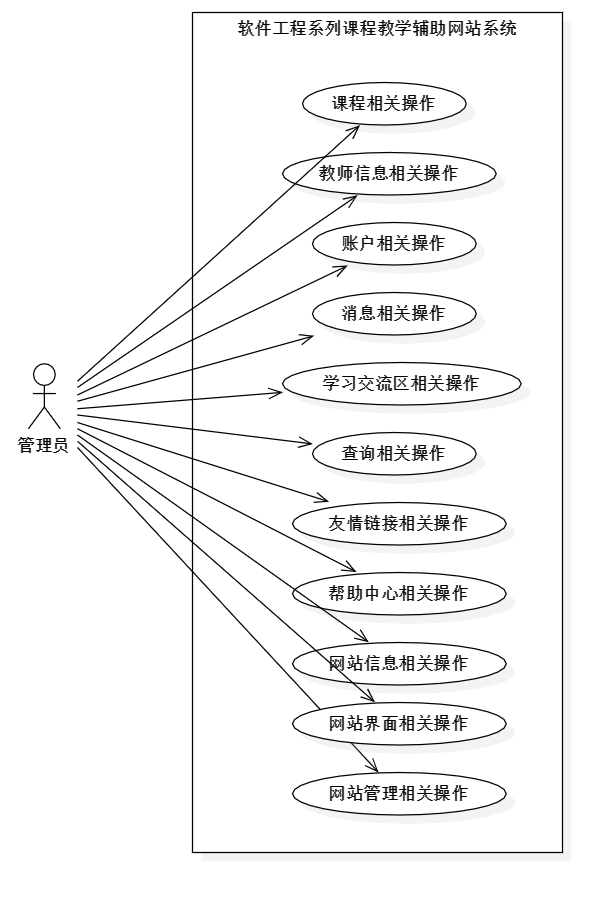 软件工程系列课程教学辅助网站系统
课程相关操作
教师信息相关操作
账户相关操作
消息相关操作
学习交流区相关操作
管理员
查询相关操作
友情链接相关操作
帮助中心相关操作
网站信息相关操作
网站界面相关操作
网站管理相关操作